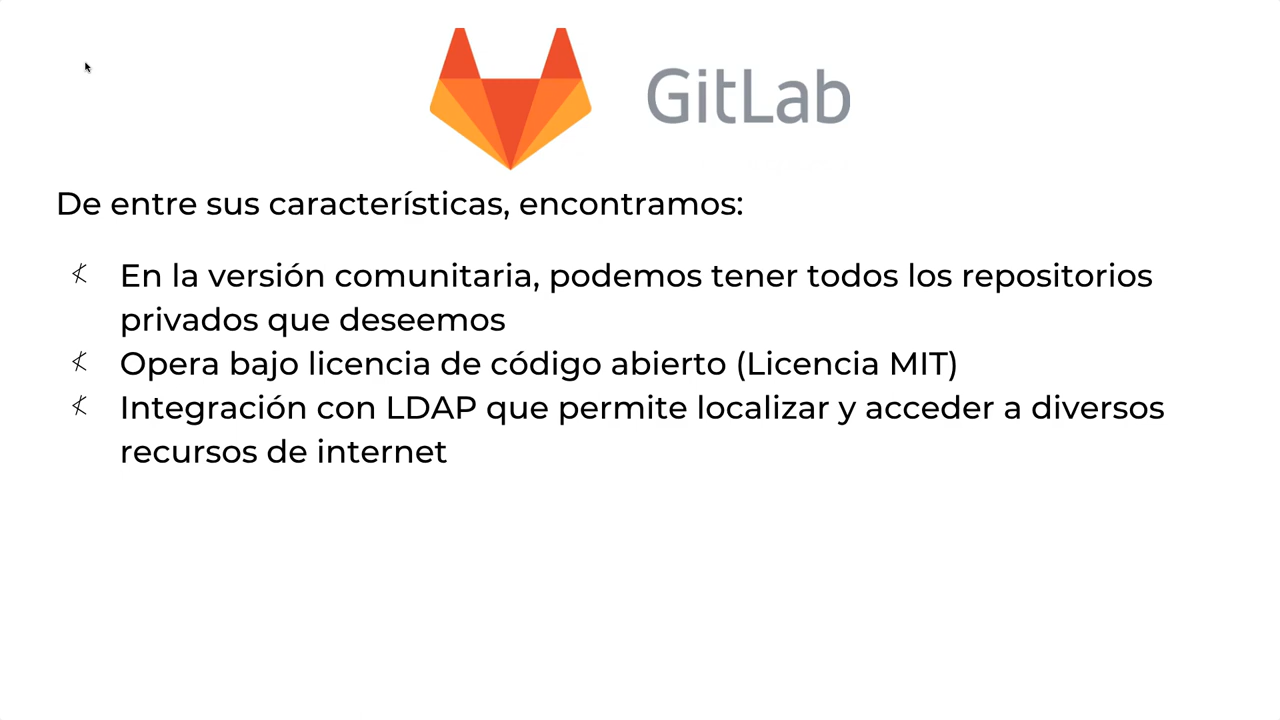 GitLab
De entre sus características, encontramos:
En la versión comunitaria, podemos tener todos los repositorios
privados que deseemos
Opera bajo licencia de código abierto (Licencia MIT)
Integración con LDAP que permite localizar y acceder a diversos
recursos de internet